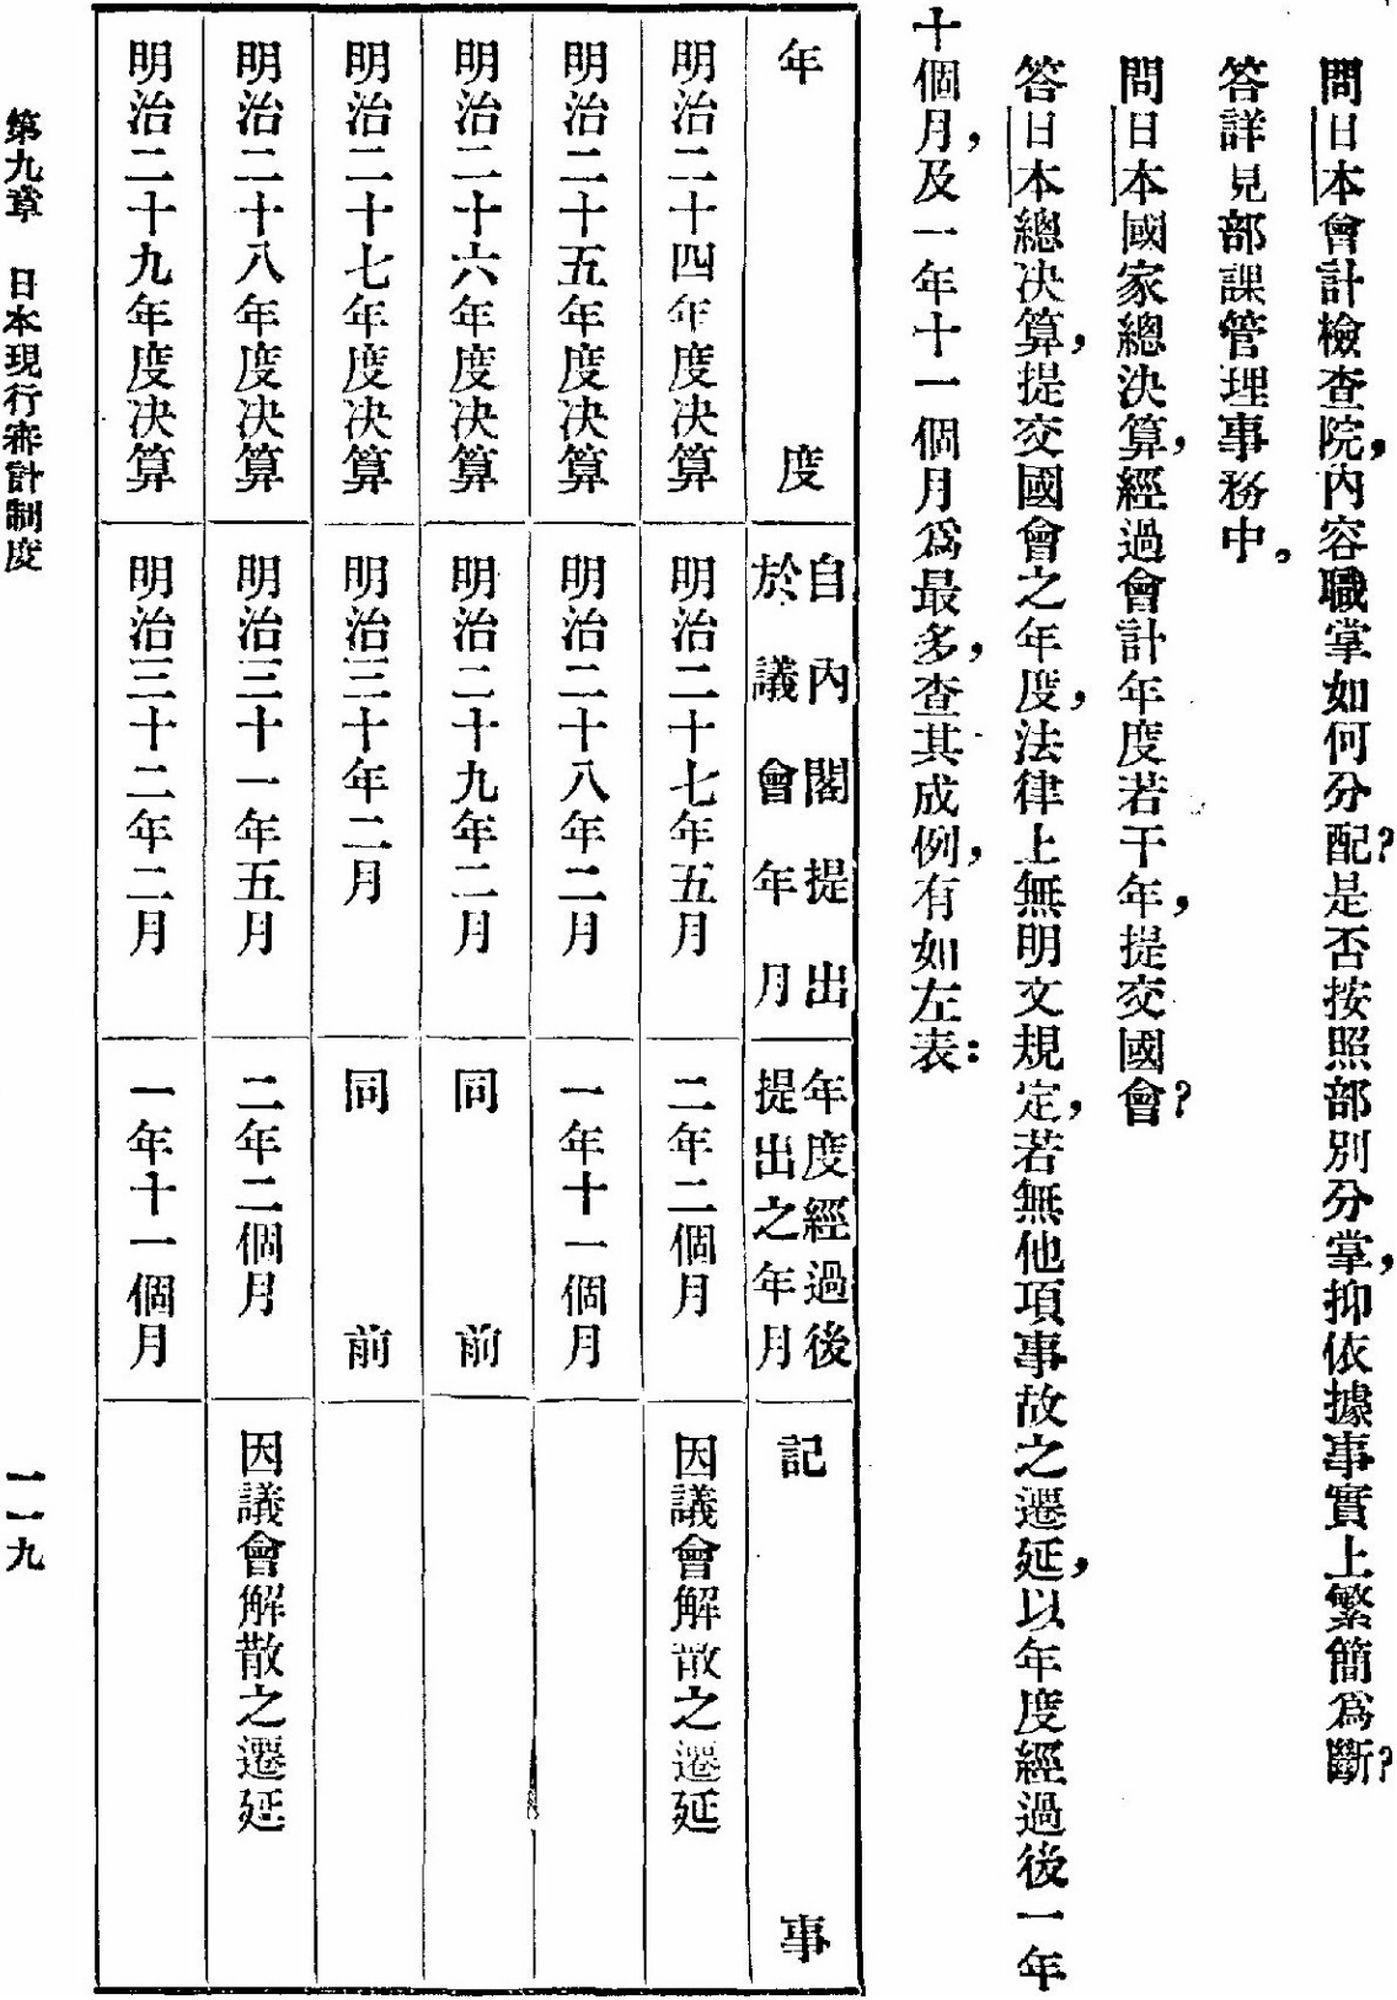 問日本會計檢查院，內容職掌如何分配？是否按照部別分掌，抑依據事實上繁簡爲斷？
答詳見部課管理事務中。
問日本國家總決算，經過會計年度若干年，提交國會？
答日本總決算，提交國會之年度，法律上無明文規定，若無他項事故之遷延，以年度經過後一年
十個月，及一年十一個月爲最多，查其成例，有如左表：
年度　自內閣提出於議會年月　年度經過後提出之年月　記事
明治二十四年度決算　明治二十七年五月　二年二個月　因議會解散之遷延
明治二十五年度決算　明治二十八年二月　一年十一個月
明治二十六年度決算　明治二十九年二月　同前
明治二十七年度決算　明治三十年二月　同前
明治二十八年度決算　明治三十一年五月　二年二個月　因議會解散之遷延
明治二十九年度決算　明治三十二年二月　一年十一個月
第九章　日本現行審計制度
一一九